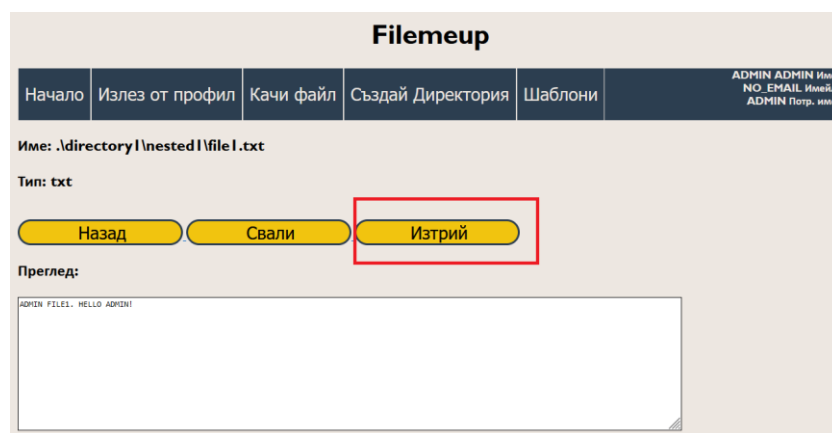 Filemeup
Начало Излез от профил Качи файл Създай Директория Шаблони
ADMIN ADMIN
NO_EMAIL
ADMIN Потр.
Име: .\directory1\nested1\file1.txt
Тип: txt
Назад Свали Изтрий
Преглед:
ADMIN FILE1. HELLO ADMIN!